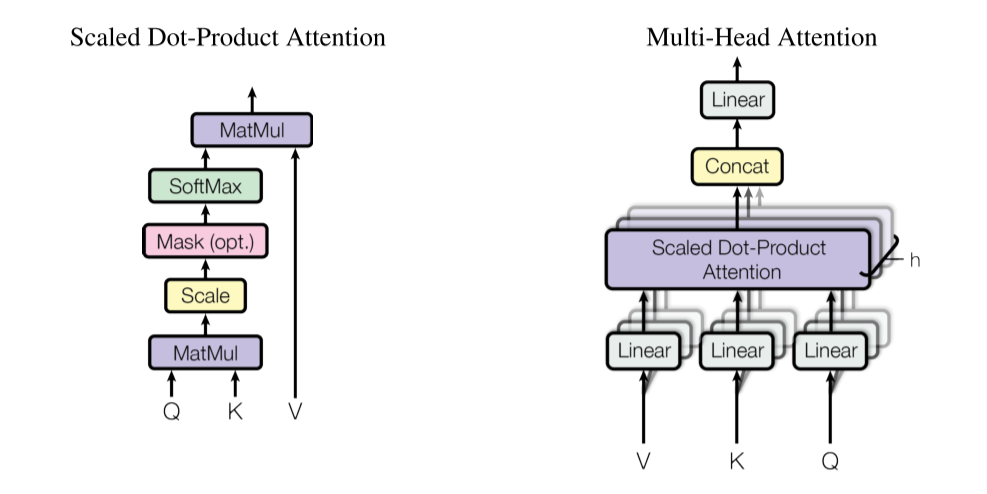 Scaled Dot-Product Attention
MatMul
SoftMax
Mask (opt.)
Scale
MatMul
Q K V
Multi-Head Attention
Linear
Concat
Scaled Dot-Product
Attention
h
Linear Linear Linear
V K Q